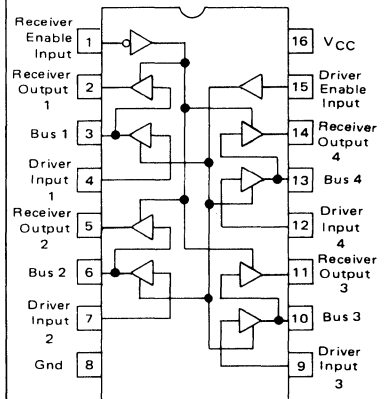 Receiver
Enable
Input
1
Receiver
Output
1
2
Bus 1
3
Driver
Input
1
4
Receiver
Output
2
5
Bus 2
6
Driver
Input
2
7
Gnd
8
16
VCC
15
Driver
Enable
Input
14
Receiver
Output
4
13
Bus 4
12
Driver
Input
4
11
Receiver
Output
3
10
Bus 3
9
Driver
Input
3